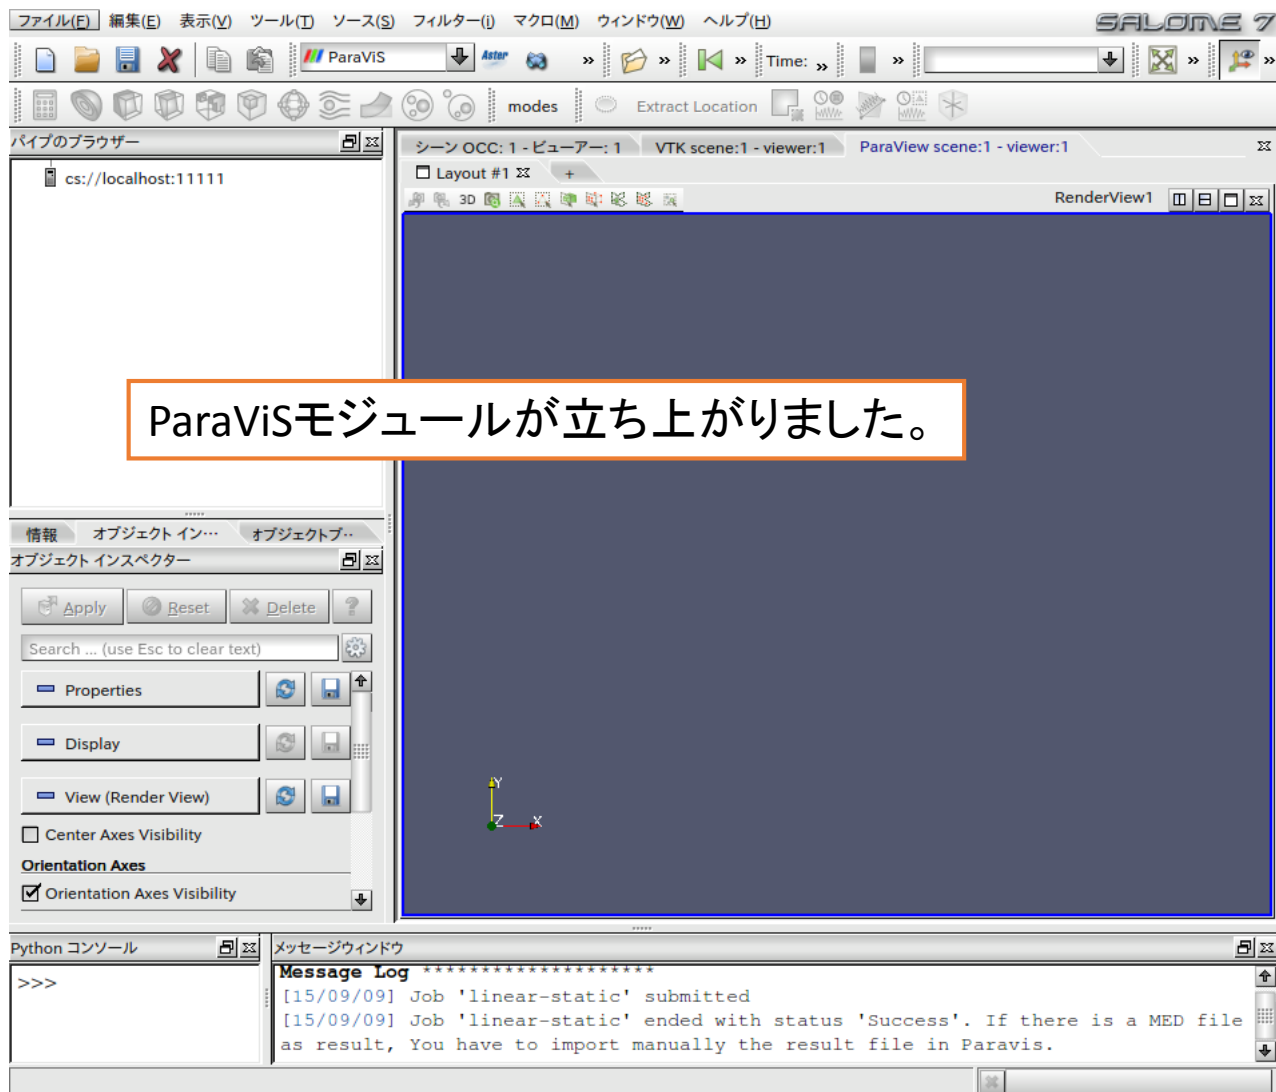 ファイル(F) 編集(E) 表示(V) ツール(T) ソース(S) フィルター(i) マクロ(M) ウィンドウ(W) ヘルプ(H) SALOME 7
ParaViS Aster » » » Time: » » » »
modes Extract Location
パイプのブラウザー
cs://localhost:11111
シーン OCC: 1 - ビューアー: 1 VTK scene:1 - viewer:1 ParaView scene:1 - viewer:1
Layout #1 +
3D RenderView1
ParaViSモジュールが立ち上がりました。
情報 オブジェクト イン… オブジェクトブ…
オブジェクト インスペクター
Apply Reset Delete ?
Search ... (use Esc to clear text)
Properties
Display
View (Render View)
Center Axes Visibility
Orientation Axes
Orientation Axes Visibility
Y
Z X
Python コンソール
>>>
メッセージウィンドウ
Message Log ********************
[15/09/09] Job 'linear-static' submitted
[15/09/09] Job 'linear-static' ended with status 'Success'. If there is a MED file
as result, You have to import manually the result file in Paravis.